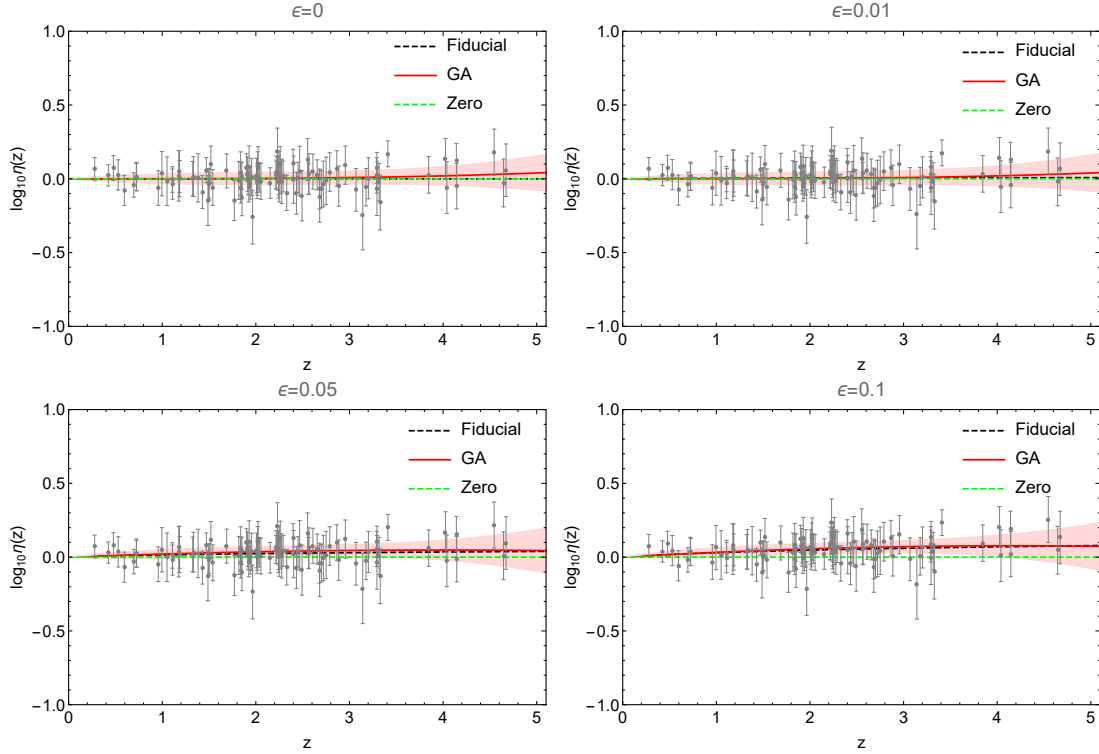 ϵ=0
1.0
0.5
0.0
−0.5
−1.0
log₁₀η(z)
Fiducial
GA
Zero
0 1 2 3 4 5
z
ϵ=0.01
1.0
0.5
0.0
−0.5
−1.0
log₁₀η(z)
Fiducial
GA
Zero
0 1 2 3 4 5
z
ϵ=0.05
1.0
0.5
0.0
−0.5
−1.0
log₁₀η(z)
Fiducial
GA
Zero
0 1 2 3 4 5
z
ϵ=0.1
1.0
0.5
0.0
−0.5
−1.0
log₁₀η(z)
Fiducial
GA
Zero
0 1 2 3 4 5
z